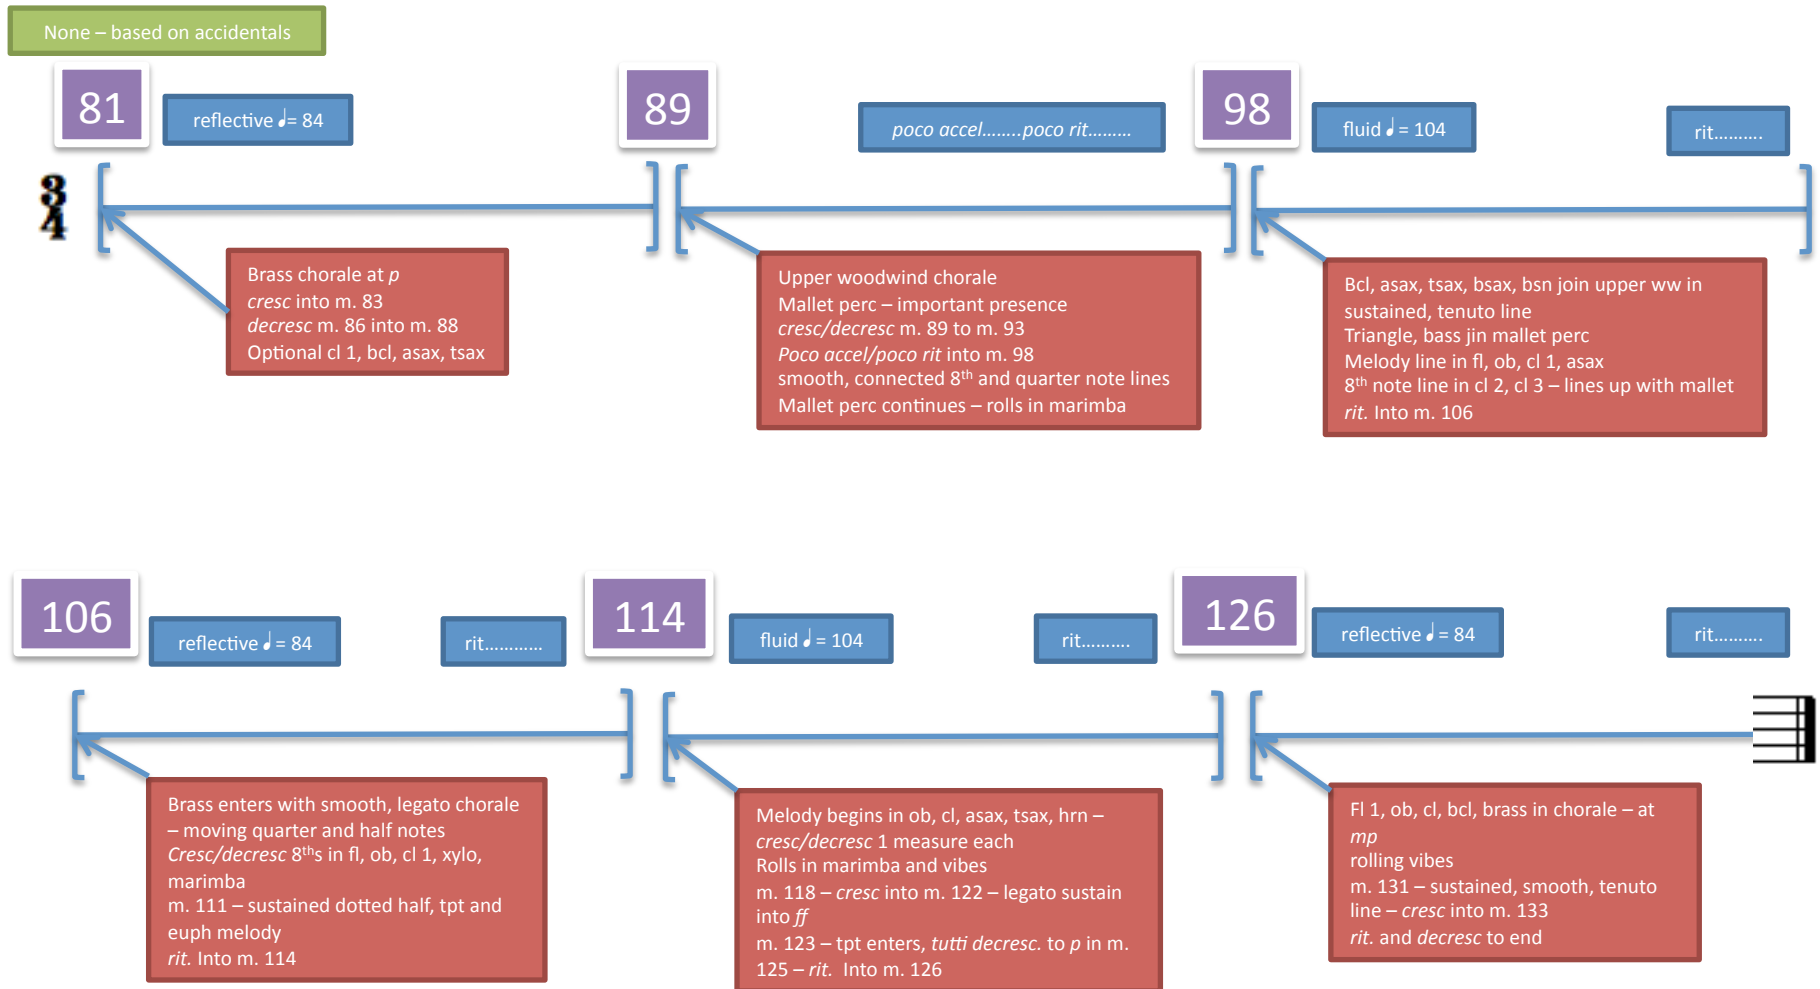 None – based on accidentals
81
reflective ♩= 84
89
poco accel........poco rit.........
98
fluid ♩ = 104
rit..........
3
4
Brass chorale at p
cresc into m. 83
decresc m. 86 into m. 88
Optional cl 1, bcl, asax, tsax
Upper woodwind chorale
Mallet perc – important presence
cresc/decresc m. 89 to m. 93
Poco accel/poco rit into m. 98
smooth, connected 8th and quarter note lines
Mallet perc continues – rolls in marimba
Bcl, asax, tsax, bsax, bsn join upper ww in
sustained, tenuto line
Triangle, bass jin mallet perc
Melody line in fl, ob, cl 1, asax
8th note line in cl 2, cl 3 – lines up with mallet
rit. Into m. 106
106
reflective ♩ = 84
rit............
114
fluid ♩ = 104
rit..........
126
reflective ♩ = 84
rit..........
Brass enters with smooth, legato chorale
– moving quarter and half notes
Cresc/decresc 8ths in fl, ob, cl 1, xylo,
marimba
m. 111 – sustained dotted half, tpt and
euph melody
rit. Into m. 114
Melody begins in ob, cl, asax, tsax, hrn –
cresc/decresc 1 measure each
Rolls in marimba and vibes
m. 118 – cresc into m. 122 – legato sustain
into ff
m. 123 – tpt enters, tutti decresc. to p in m.
125 – rit. Into m. 126
Fl 1, ob, cl, bcl, brass in chorale – at
mp
rolling vibes
m. 131 – sustained, smooth, tenuto
line – cresc into m. 133
rit. and decresc to end